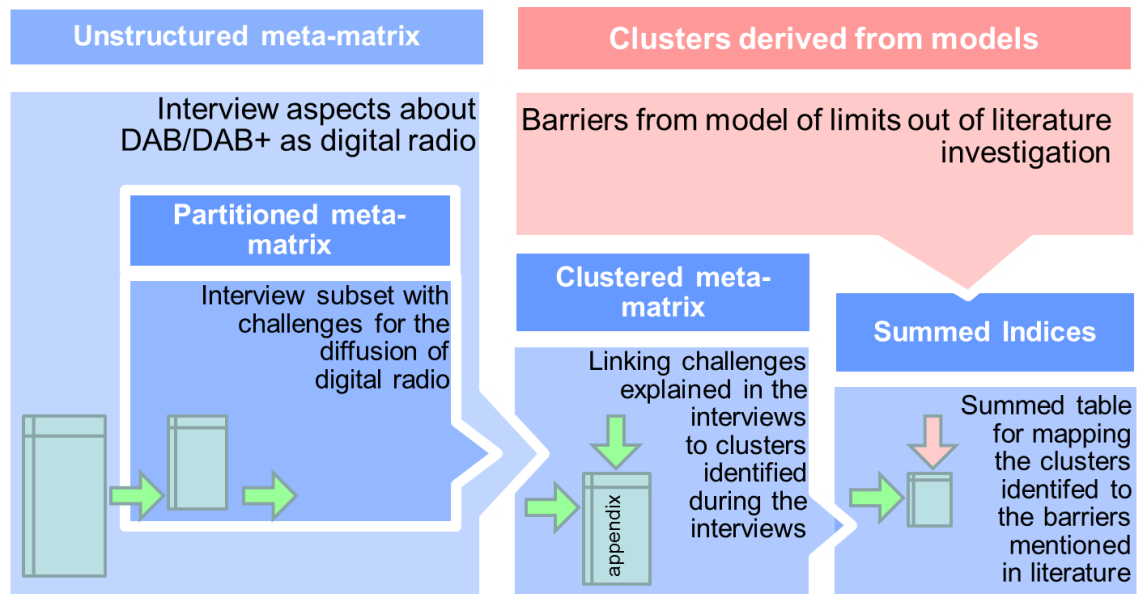 Unstructured meta-matrix
Interview aspects about
DAB/DAB+ as digital radio
Partitioned meta-
matrix
Interview subset with
challenges for the
diffusion of
digital radio
Clusters derived from models
Barriers from model of limits out of literature
investigation
Clustered meta-
matrix
Linking challenges
explained in the
interviews
to clusters
identified
during the
interviews
appendix
Summed Indices
Summed table
for mapping
the clusters
identifed to
the barriers
mentioned
in literature